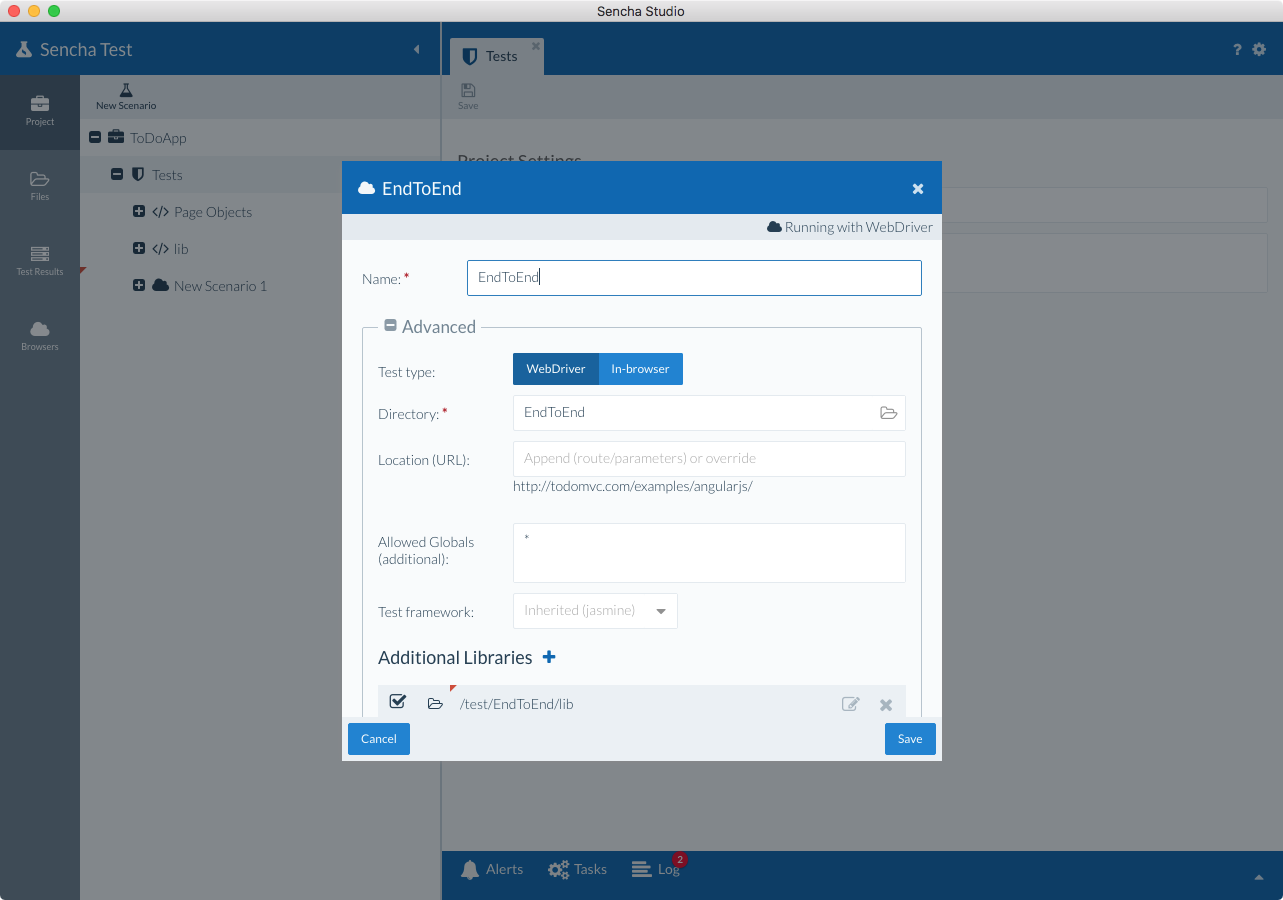 Sencha Studio
Sencha Test
Tests
?
New Scenario
Save
Project
Files
Test Results
Browsers
ToDoApp
Tests
</> Page Objects
</> lib
New Scenario 1
Project Settings
EndToEnd
Running with WebDriver
Name: * EndToEnd
Advanced
Test type: WebDriver In-browser
Directory: * EndToEnd
Location (URL): Append (route/parameters) or override
http://todomvc.com/examples/angularjs/
Allowed Globals
(additional):
*
Test framework: Inherited (jasmine)
Additional Libraries
/test/EndToEnd/lib
Cancel Save
Alerts Tasks Log 2